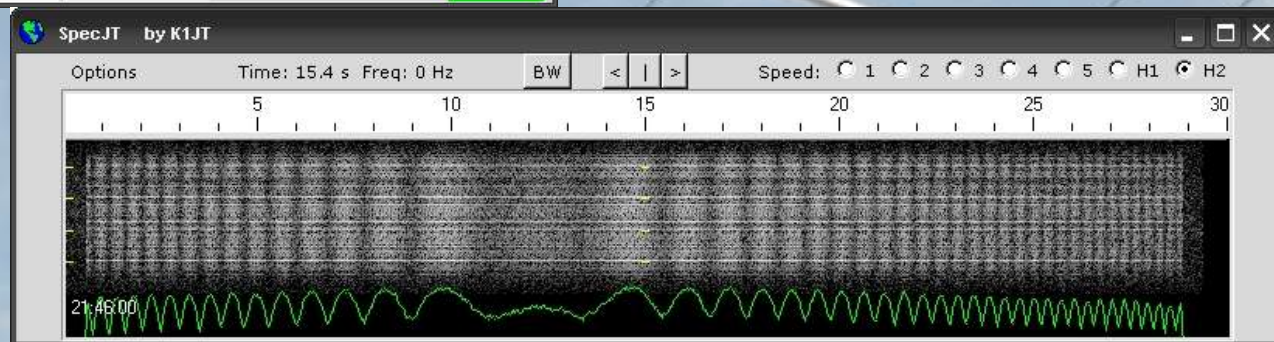 SpecJT by K1JT
Options Time: 15.4 s Freq: 0 Hz BW < | > Speed: 1 2 3 4 5 H1 H2
5 10 15 20 25 30
21:46:00